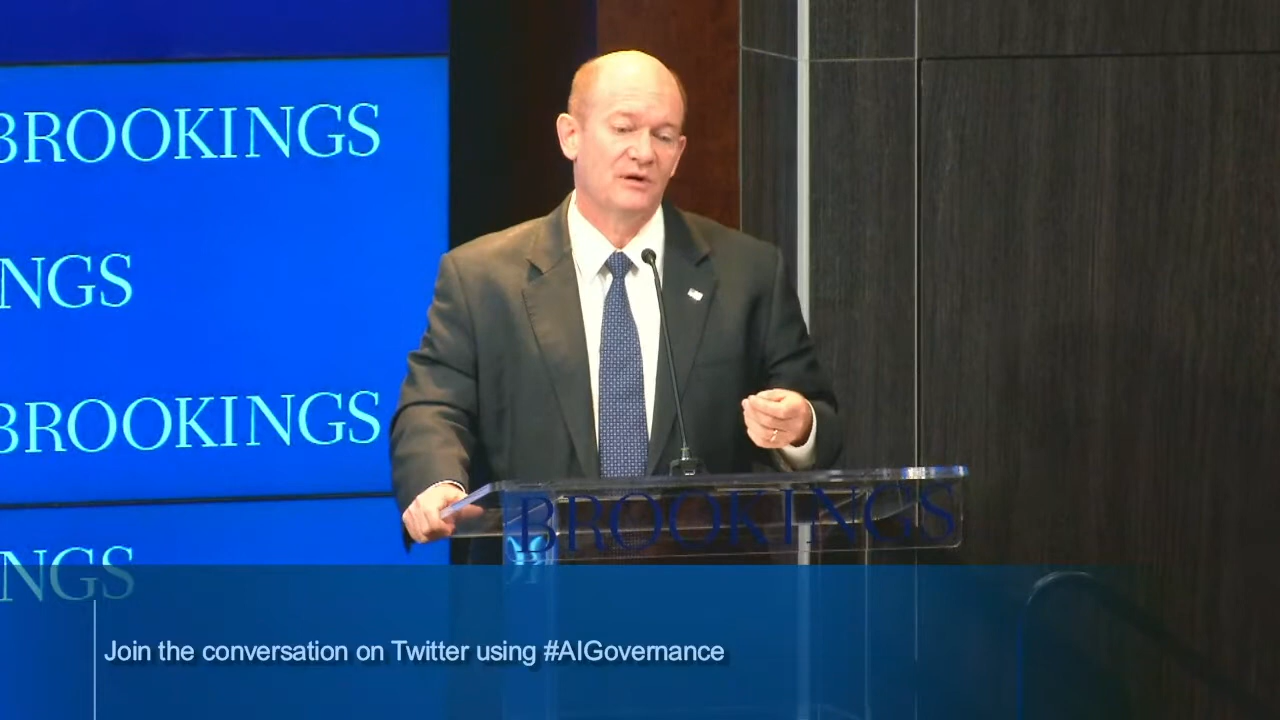 BROOKINGS
NGS
BROOKINGS
NGS
BROOKINGS
Join the conversation on Twitter using #AIGovernance